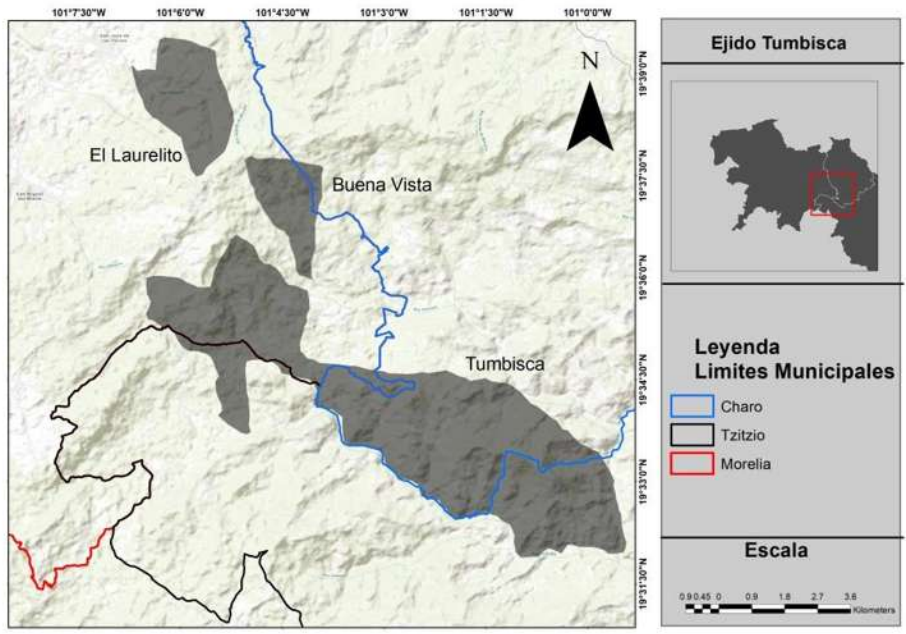 101°7'30"W 101°6'0"W 101°4'30"W 101°3'0"W 101°1'30"W 101°0'0"W
El Laurelito
Buena Vista
Tumbisca
N
19°39'0"N
19°37'30"N
19°36'0"N
19°34'30"N
19°33'0"N
19°31'30"N
Ejido Tumbisca
Leyenda
Limites Municipales
Charo
Tzitzio
Morelia
Escala
0.9 0.45 0 0.9 1.8 2.7 3.6
Kilometers